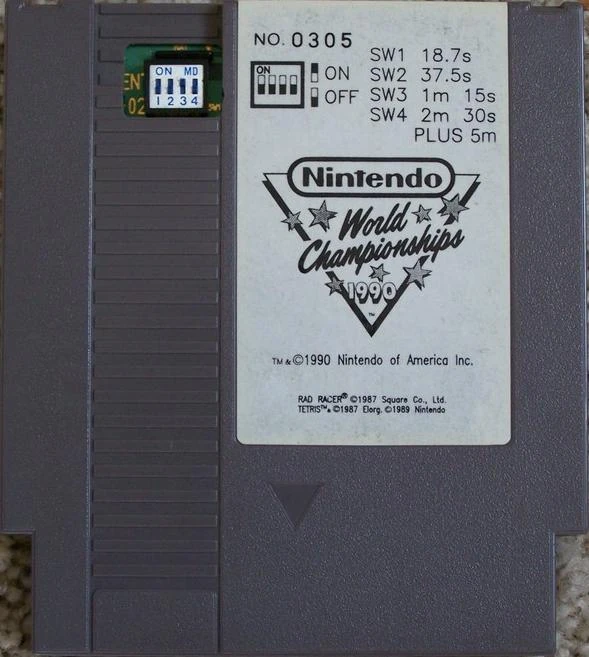 NO. 0305
SW1 18.7s
SW2 37.5s
SW3 1m 15s
SW4 2m 30s
PLUS 5m
ON
ON
OFF
ON MD
1 2 3 4
EN
02
Nintendo
World
Championships
1990
TM
TM & ©1990 Nintendo of America Inc.
RAD RACER® ©1987 Square Co., Ltd.
TETRIS™& ©1987 Elorg. ©1989 Nintendo